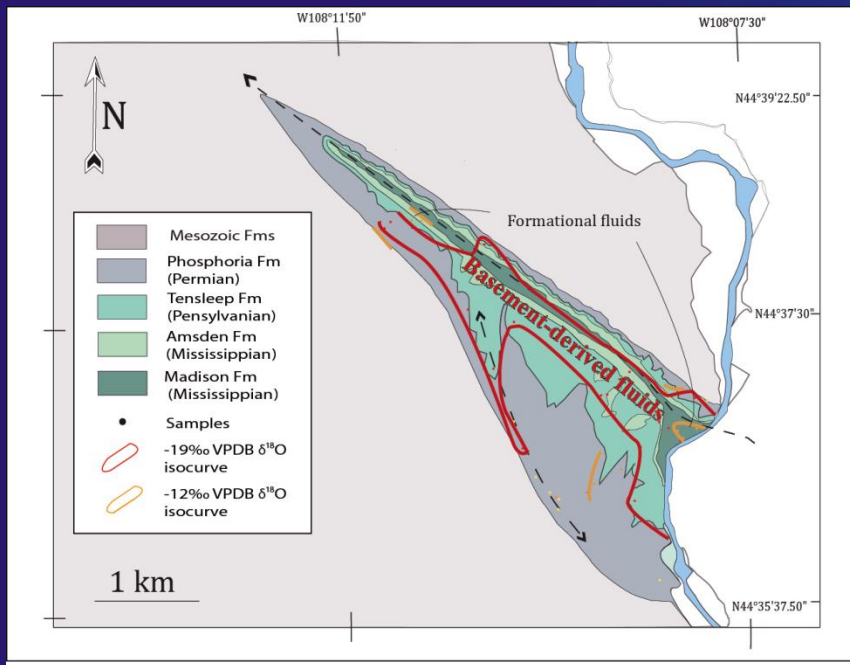 W108°11'50"
W108°07'30"
N44°39'22.50"
N
Formational fluids
Mesozoic Fms
Phosphoria Fm
(Permian)
Tensleep Fm
(Pensylvanian)
Amsden Fm
(Mississippian)
Madison Fm
(Mississippian)
Samples
-19‰ VPDB δ¹⁸O
isocurve
-12‰ VPDB δ¹⁸O
isocurve
Basement-derived fluids
N44°37'30"
1 km
N44°35'37.50"